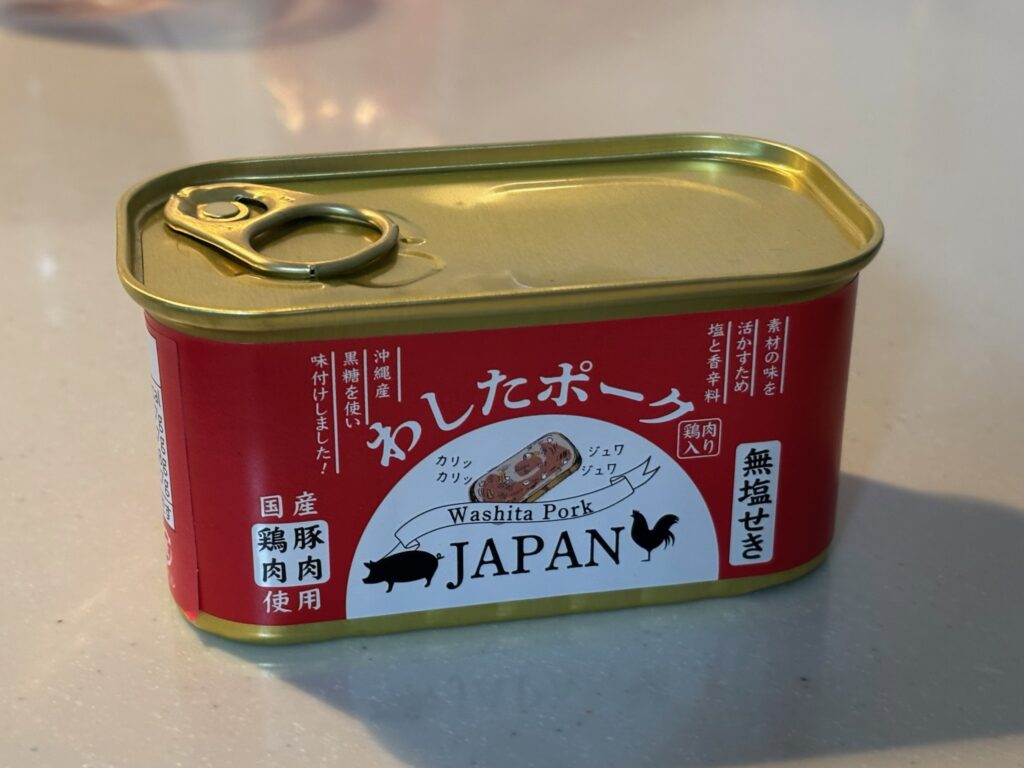 素材の味を
活かすため
塩と香辛料
沖縄産
黒糖を使い
味付けしました!
わしたポーク
鶏肉入り
カリッ
カリッ
ジュワ
ジュワ
Washita Pork
JAPAN
国産
豚肉
鶏肉
使用
無塩せき